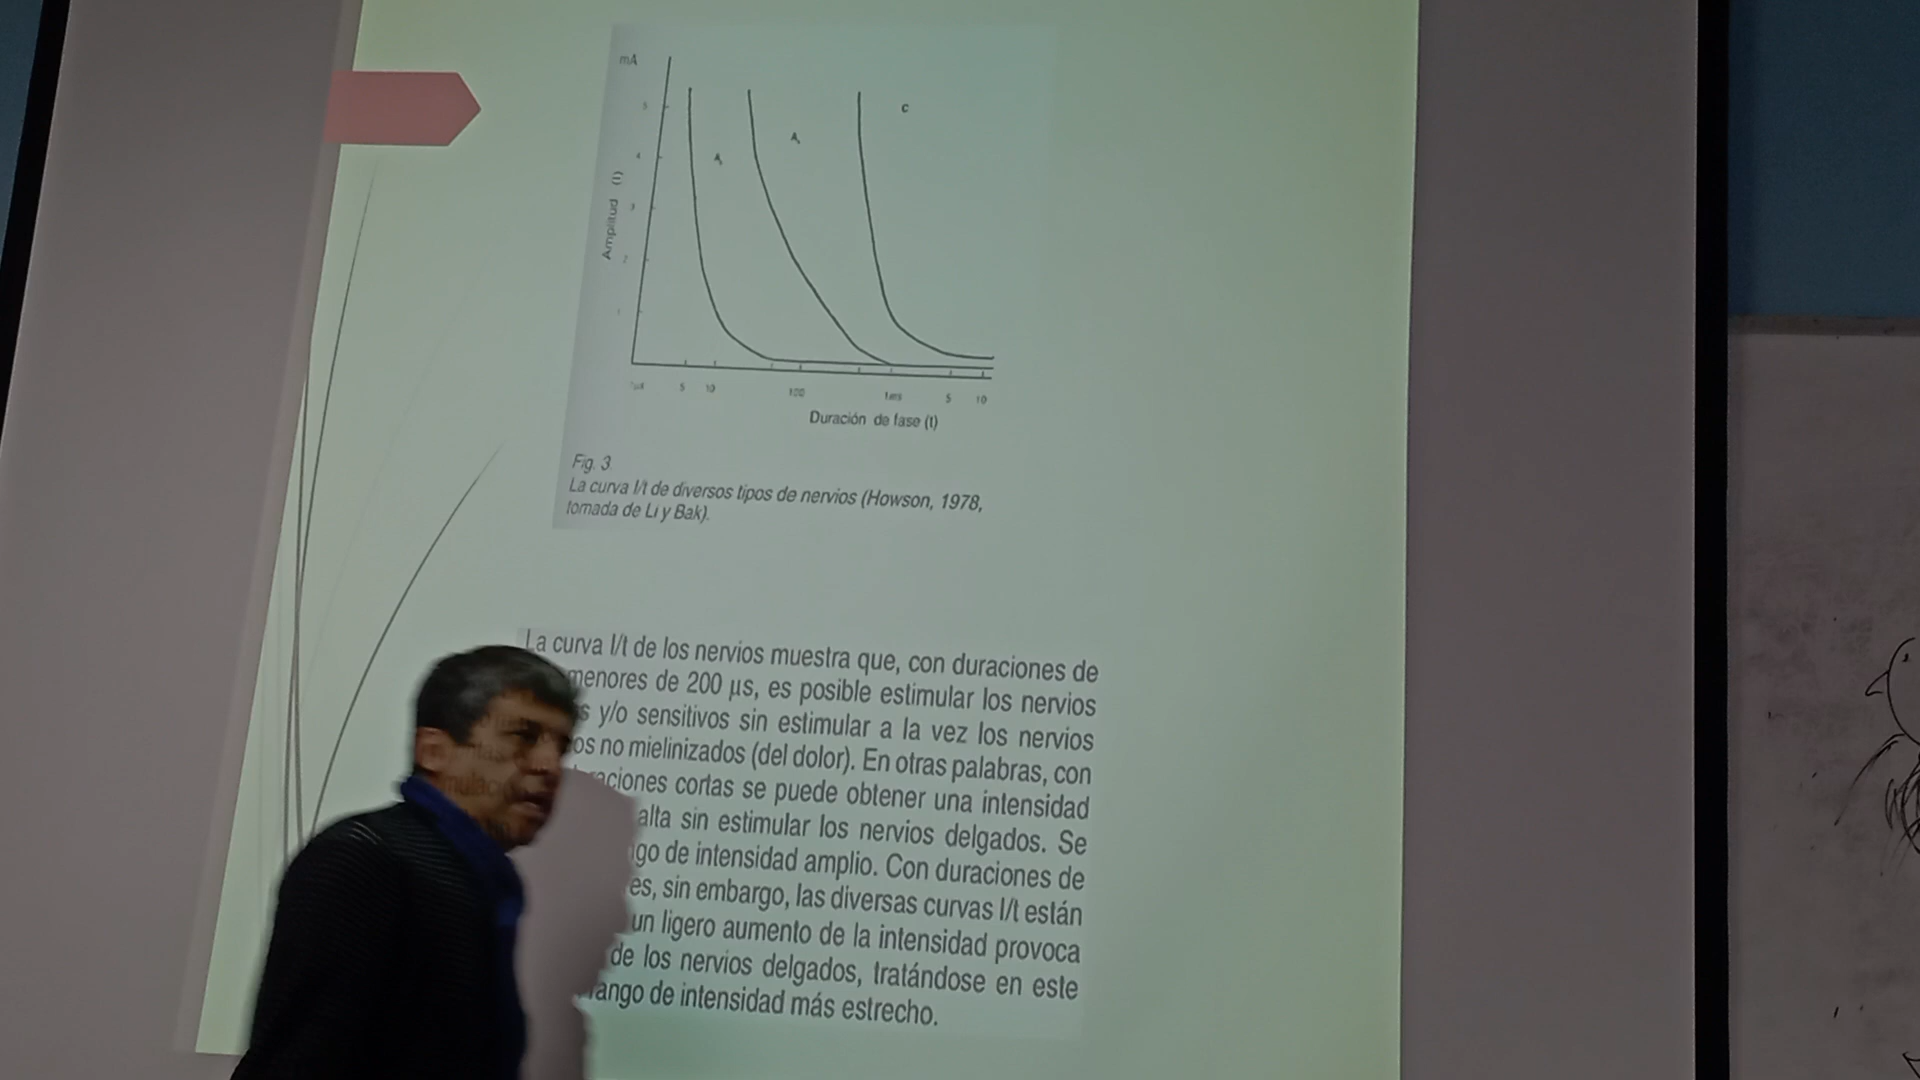 mA
5
4
3
2
1
Amplitud (I)
A
A
C
5 10 100 1ms 5 10
Duración de fase (t)
Fig. 3
La curva I/t de diversos tipos de nervios (Howson, 1978,
tomada de Li y Bak).
La curva I/t de los nervios muestra que, con duraciones de
menores de 200 µs, es posible estimular los nervios
y/o sensitivos sin estimular a la vez los nervios
no mielinizados (del dolor). En otras palabras, con
cortas se puede obtener una intensidad
alta sin estimular los nervios delgados. Se
de intensidad amplio. Con duraciones de
sin embargo, las diversas curvas I/t están
un ligero aumento de la intensidad provoca
de los nervios delgados, tratándose en este
rango de intensidad más estrecho.